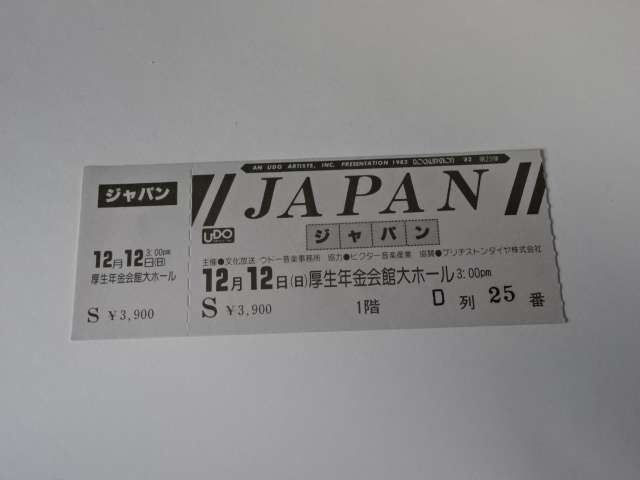 ジャパン
12月12日(日)
3:00pm
厚生年金会館大ホール
S ¥3,900
AN UDO ARTISTS, INC. PRESENTATION 1982 '82 第23弾
JAPAN
UDO
ジャパン
主催●文化放送/ウドー音楽事務所 協力●ビクター音楽産業 協賛●ブリヂストンタイヤ株式会社
12月12日(日)厚生年金会館大ホール3:00pm
S ¥3,900 1階 D列 25番